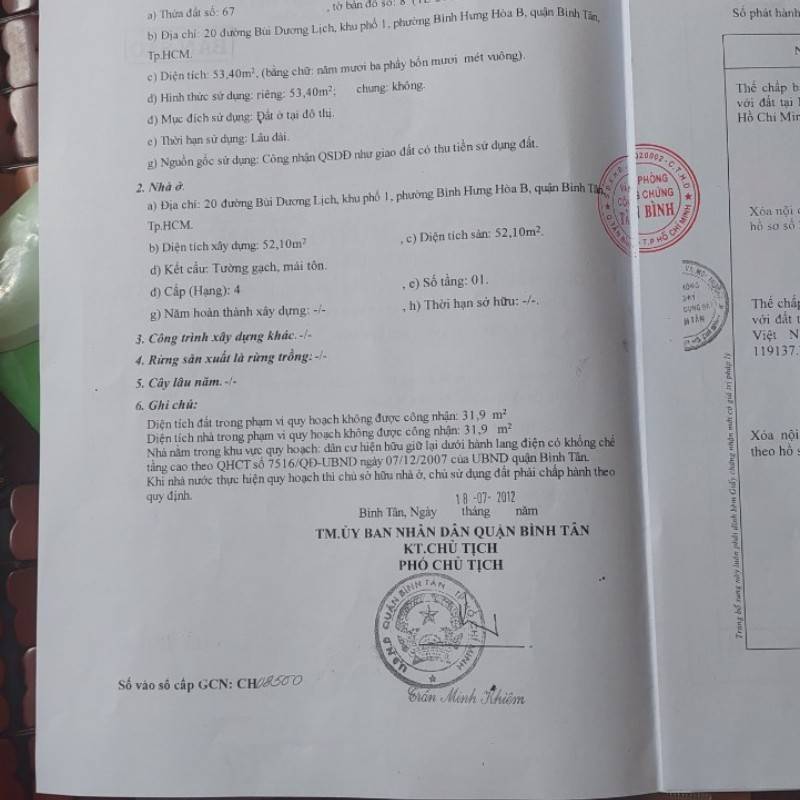 a) Thửa đất số: 67 , tờ bản đồ số: 8
b) Địa chỉ: 20 đường Bùi Dương Lịch, khu phố 1, phường Bình Hưng Hòa B, quận Bình Tân,
Tp.HCM.
c) Diện tích: 53,40m², (bằng chữ: năm mươi ba phẩy bốn mươi mét vuông).
d) Hình thức sử dụng: riêng: 53,40m²; chung: không.
đ) Mục đích sử dụng: Đất ở tại đô thị.
e) Thời hạn sử dụng: Lâu dài.
g) Nguồn gốc sử dụng: Công nhận QSDĐ như giao đất có thu tiền sử dụng đất.
2. Nhà ở.
a) Địa chỉ: 20 đường Bùi Dương Lịch, khu phố 1, phường Bình Hưng Hòa B, quận Bình Tân,
Tp.HCM.
b) Diện tích xây dựng: 52,10m² , c) Diện tích sàn: 52,10m².
d) Kết cấu: Tường gạch, mái tôn.
đ) Cấp (Hạng): 4 , e) Số tầng: 01.
g) Năm hoàn thành xây dựng: -/- , h) Thời hạn sở hữu: -/-.
3. Công trình xây dựng khác. -/-
4. Rừng sản xuất là rừng trồng: -/-
5. Cây lâu năm. -/-
6. Ghi chú:
Diện tích đất trong phạm vi quy hoạch không được công nhận: 31,9 m²
Diện tích nhà trong phạm vi quy hoạch không được công nhận: 31,9 m²
Nhà nằm trong khu vực quy hoạch: dân cư hiện hữu giữ lại dưới hành lang điện có khống chế
tầng cao theo QHCT số 7516/QĐ-UBND ngày 07/12/2007 của UBND quận Bình Tân.
Khi nhà nước thực hiện quy hoạch thì chủ sở hữu nhà ở, chủ sử dụng đất phải chấp hành theo
quy định.
18 -07- 2012
Bình Tân, Ngày tháng năm
TM.ỦY BAN NHÂN DÂN QUẬN BÌNH TÂN
KT.CHỦ TỊCH
PHÓ CHỦ TỊCH
U.B.N.D QUẬN BÌNH TÂN T.P HỒ CHÍ MINH
Trần Minh Khiêm
Số vào sổ cấp GCN: CH08500
PHÒNG
CÔNG CHỨNG
TÂN BÌNH
Q.TÂN BÌNH - T.P HỒ CHÍ MINH
Số phát hành
Thế chấp b
với đất tại
Hồ Chí Min
Xóa nội
hồ sơ số
Thế chấp
với đất t
Việt N
119137.
Xóa nội
theo hồ s
Trang bổ sung này luôn phải đính kèm Giấy chứng nhận mới có giá trị pháp lý